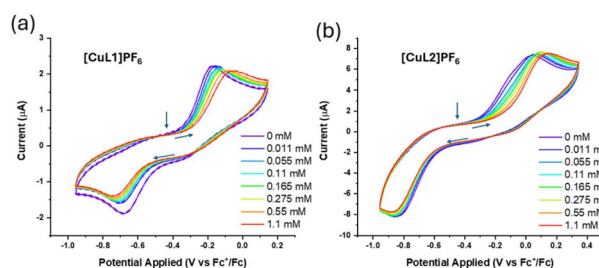 (a)
[CuL1]PF6
Current (µA)
3
2
1
0
-1
-2
-1.0
-0.8
-0.6
-0.4
-0.2
0.0
0.2
Potential Applied (V vs Fc+/Fc)
0 mM
0.011 mM
0.055 mM
0.11 mM
0.165 mM
0.275 mM
0.55 mM
1.1 mM
(b)
[CuL2]PF6
Current (µA)
10
8
6
4
2
0
-2
-4
-6
-8
-10
-1.0
-0.8
-0.6
-0.4
-0.2
0.0
0.2
0.4
Potential Applied (V vs Fc+/Fc)
0 mM
0.011 mM
0.055 mM
0.11 mM
0.165 mM
0.275 mM
0.55 mM
1.1 mM